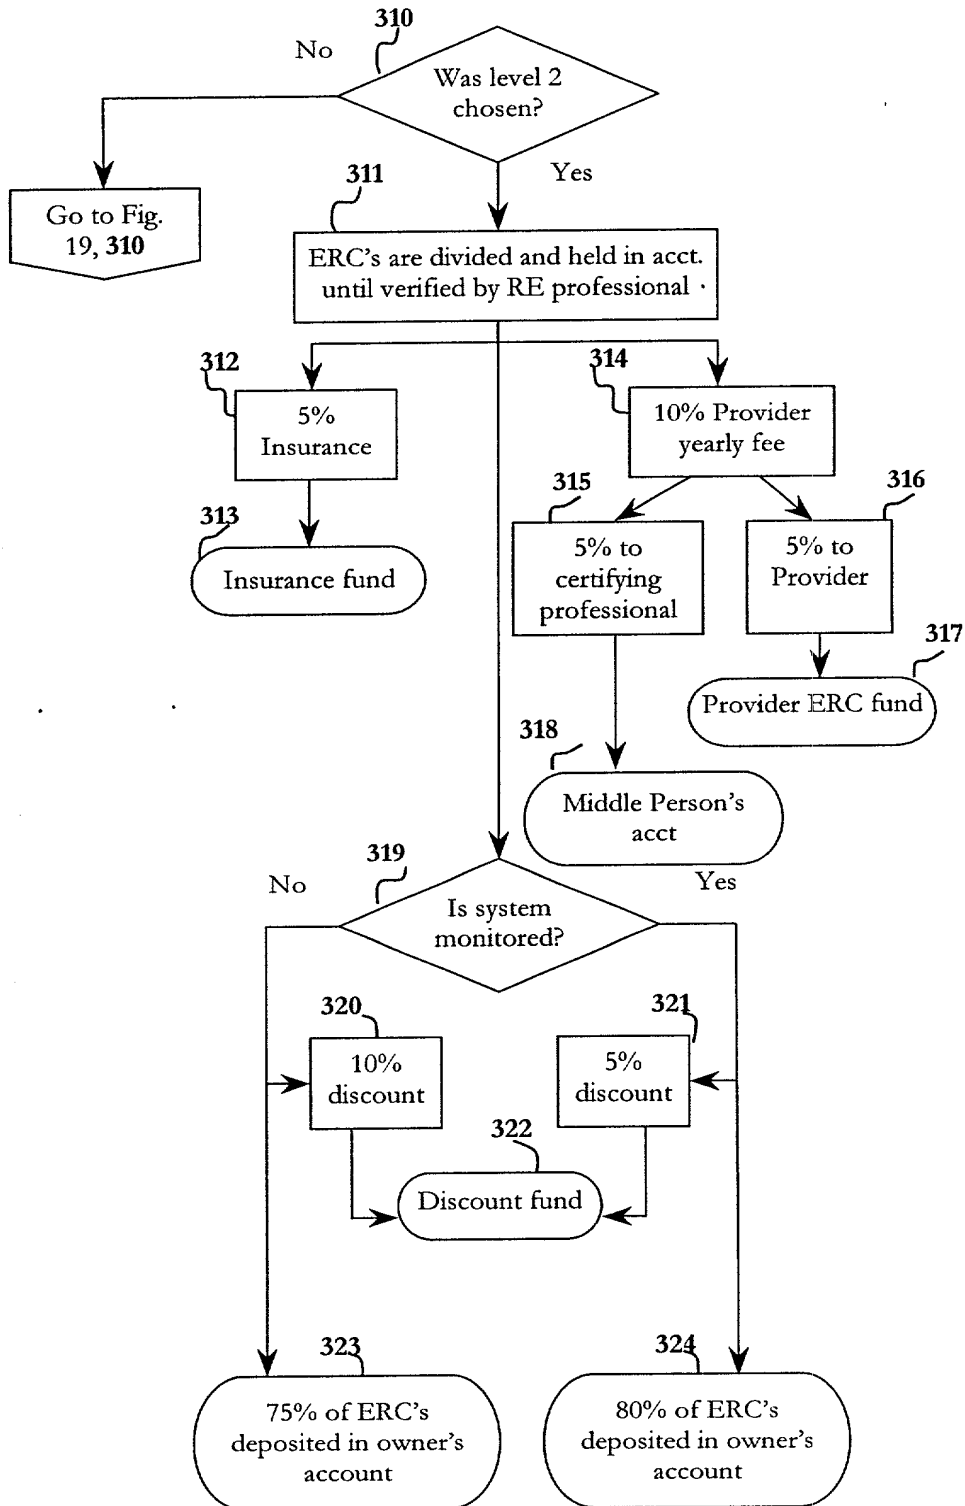 310
No
Was level 2
chosen?
Yes
311
Go to Fig.
19, 310
ERC's are divided and held in acct.
until verified by RE professional
312
314
5%
Insurance
10% Provider
yearly fee
315
316
313
Insurance fund
5% to
certifying
professional
5% to
Provider
317
Provider ERC fund
318
Middle Person's
acct
319
No
Yes
Is system
monitored?
320
321
10%
discount
5%
discount
322
Discount fund
323
324
75% of ERC's
deposited in owner's
account
80% of ERC's
deposited in owner's
account